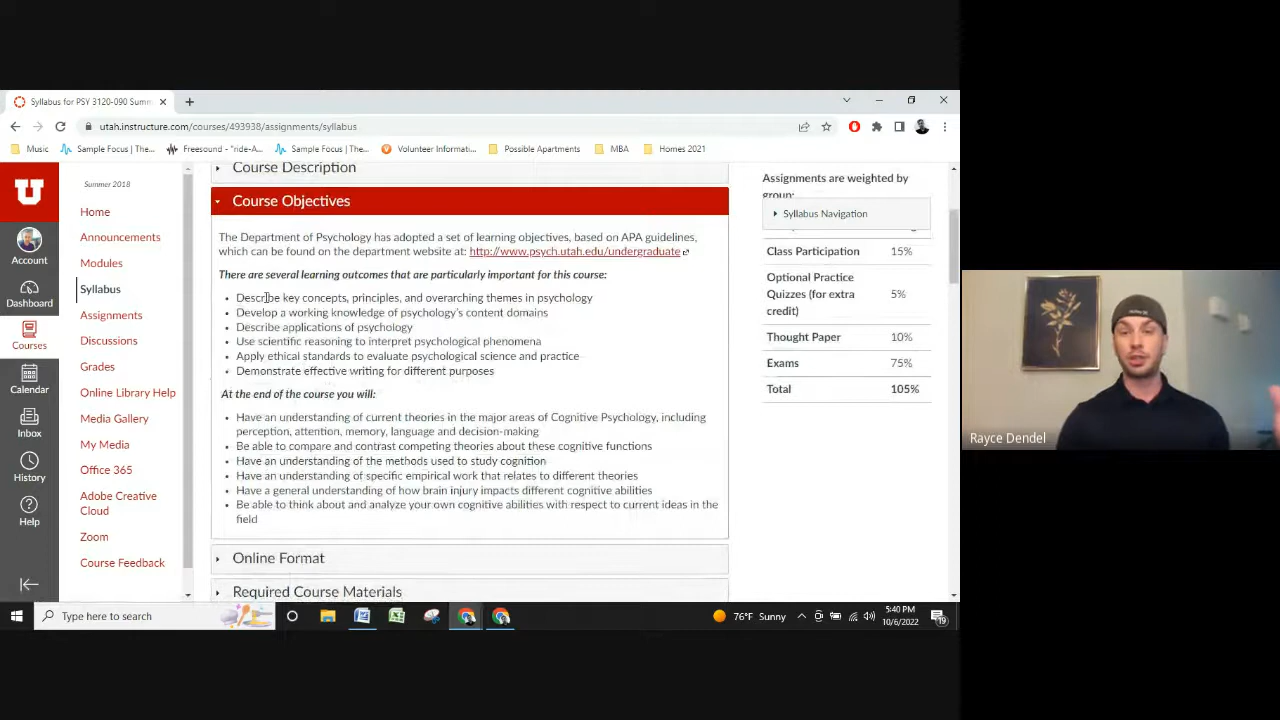 Syllabus for PSY 3120-090 Summ
utah.instructure.com/courses/493938/assignments/syllabus
Music
Sample Focus | The...
Freesound - "ride-A...
Sample Focus | The...
Volunteer Informati...
Possible Apartments
MBA
Homes 2021
U
Account
Dashboard
Courses
Calendar
Inbox
History
Help
Summer 2018
Home
Announcements
Modules
Syllabus
Assignments
Discussions
Grades
Online Library Help
Media Gallery
My Media
Office 365
Adobe Creative
Cloud
Zoom
Course Feedback
Course Description
Course Objectives
The Department of Psychology has adopted a set of learning objectives, based on APA guidelines,
which can be found on the department website at: http://www.psych.utah.edu/undergraduate
There are several learning outcomes that are particularly important for this course:
• Describe key concepts, principles, and overarching themes in psychology
• Develop a working knowledge of psychology's content domains
• Describe applications of psychology
• Use scientific reasoning to interpret psychological phenomena
• Apply ethical standards to evaluate psychological science and practice
• Demonstrate effective writing for different purposes
At the end of the course you will:
• Have an understanding of current theories in the major areas of Cognitive Psychology, including
perception, attention, memory, language and decision-making
• Be able to compare and contrast competing theories about these cognitive functions
• Have an understanding of the methods used to study cognition
• Have an understanding of specific empirical work that relates to different theories
• Have a general understanding of how brain injury impacts different cognitive abilities
• Be able to think about and analyze your own cognitive abilities with respect to current ideas in the
field
Online Format
Required Course Materials
Assignments are weighted by
group:
Syllabus Navigation
Class Participation 15%
Optional Practice
Quizzes (for extra 5%
credit)
Thought Paper 10%
Exams 75%
Total 105%
Rayce Dendel
Type here to search
76°F Sunny
5:40 PM
10/6/2022
19